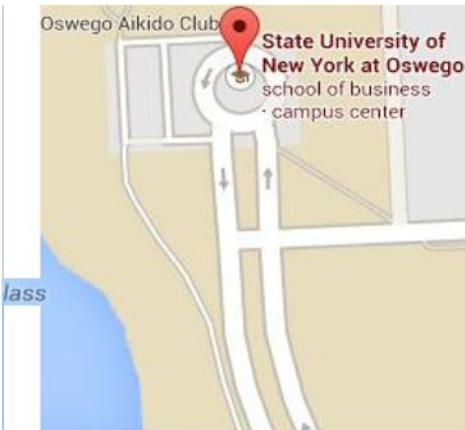 Oswego Aikido Club
State University of
New York at Oswego
school of business
· campus center
lass